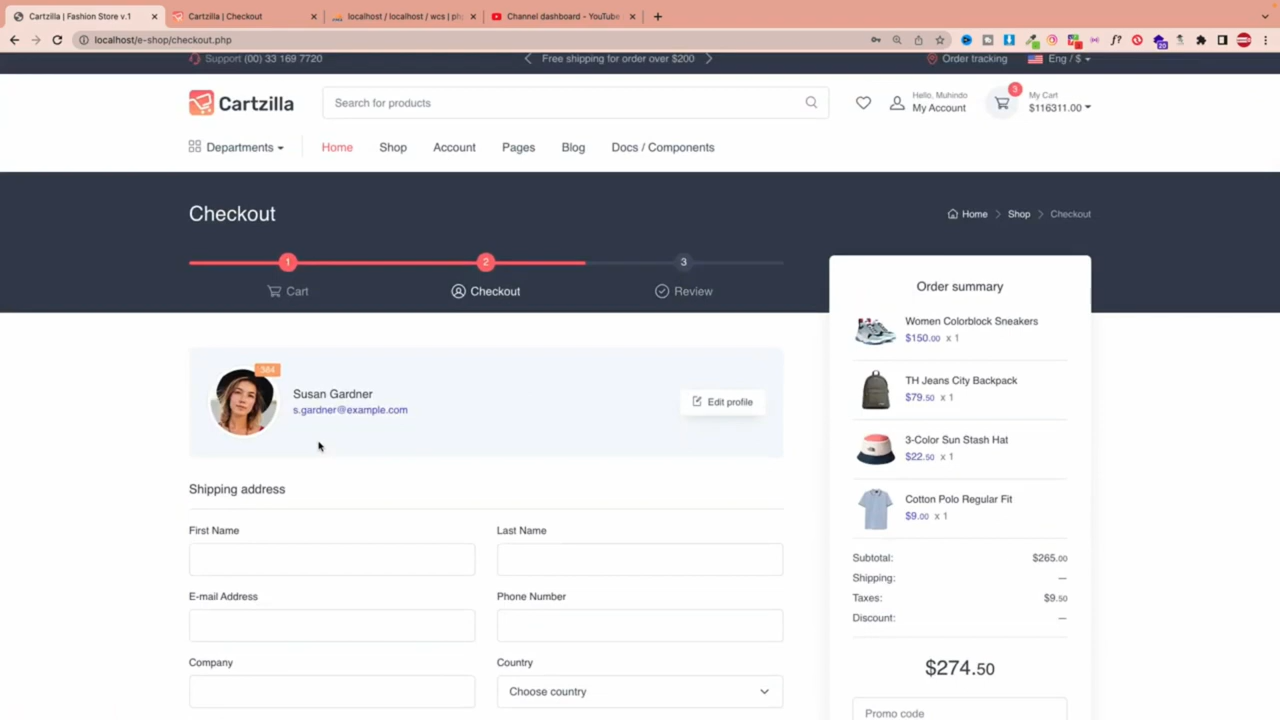 Cartzilla | Fashion Store v.1
Cartzilla | Checkout
localhost / localhost / wcs | ph
Channel dashboard - YouTube
localhost/e-shop/checkout.php
Support (00) 33 169 7720
Free shipping for order over $200
Order tracking
Eng / $
Cartzilla
Search for products
Hello, Muhindo
My Account
3
My Cart
$116311.00
Departments
Home
Shop
Account
Pages
Blog
Docs / Components
Checkout
Home
Shop
Checkout
1
2
3
Cart
Checkout
Review
384
Susan Gardner
s.gardner@example.com
Edit profile
Shipping address
First Name
Last Name
E-mail Address
Phone Number
Company
Country
Choose country
Order summary
Women Colorblock Sneakers
$150.00 x 1
TH Jeans City Backpack
$79.50 x 1
3-Color Sun Stash Hat
$22.50 x 1
Cotton Polo Regular Fit
$9.00 x 1
Subtotal: $265.00
Shipping: —
Taxes: $9.50
Discount: —
$274.50
Promo code